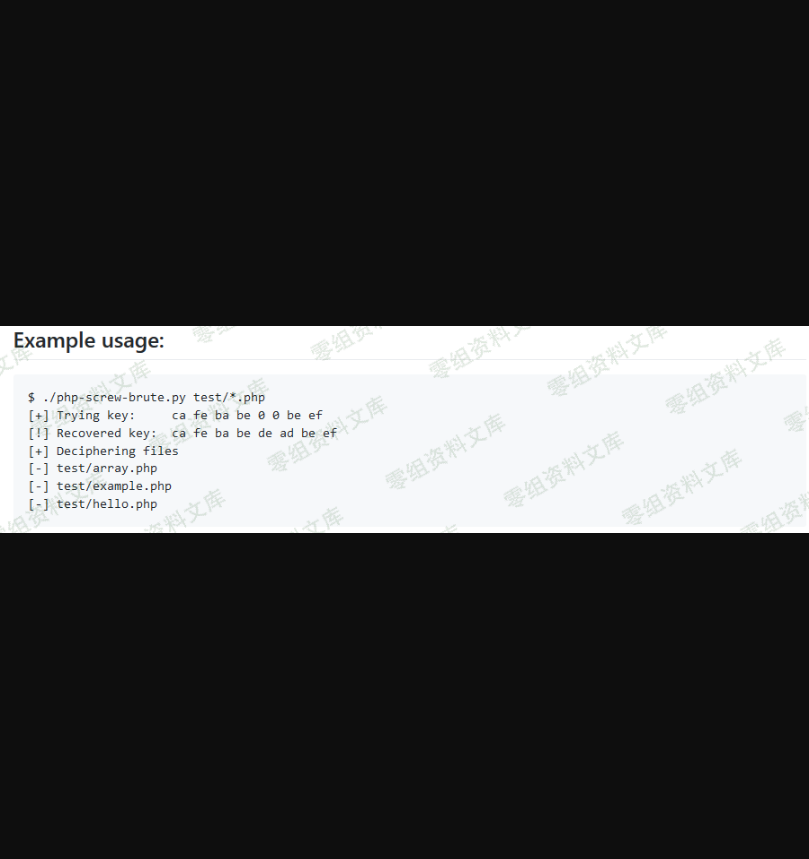 Example usage:
$ ./php-screw-brute.py test/*.php
[+] Trying key:     ca fe ba be 0 0 be ef
[!] Recovered key:  ca fe ba be de ad be ef
[+] Deciphering files
[-] test/array.php
[-] test/example.php
[-] test/hello.php
零组资料文库